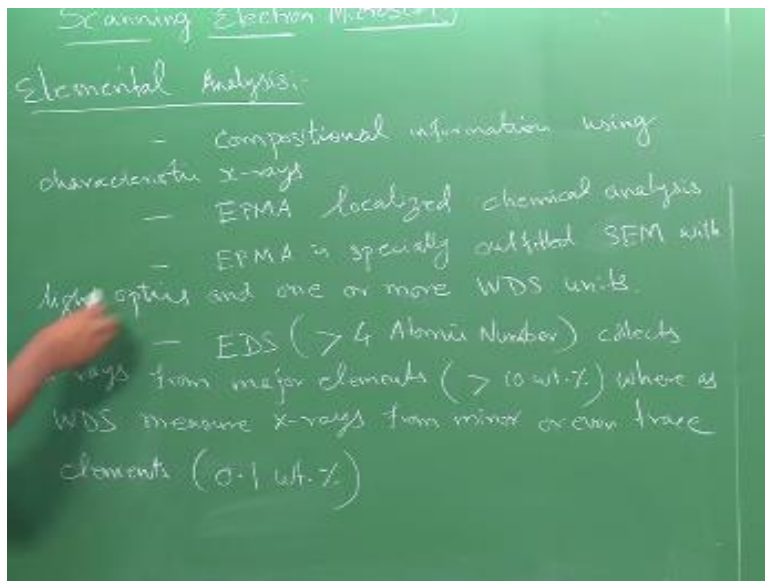 Scanning Electron Microscopy
Elemental Analysis:-
- Compositional information using
characteristic x-rays
- EPMA localized chemical analysis
- EPMA is specially outfitted SEM with
light optics and one or more WDS units.
- EDS (> 4 Atomic Number) collects
rays from major elements (> 10 wt.%) where as
WDS measure x-rays from minor or even trace
elements (0.1 wt.%)